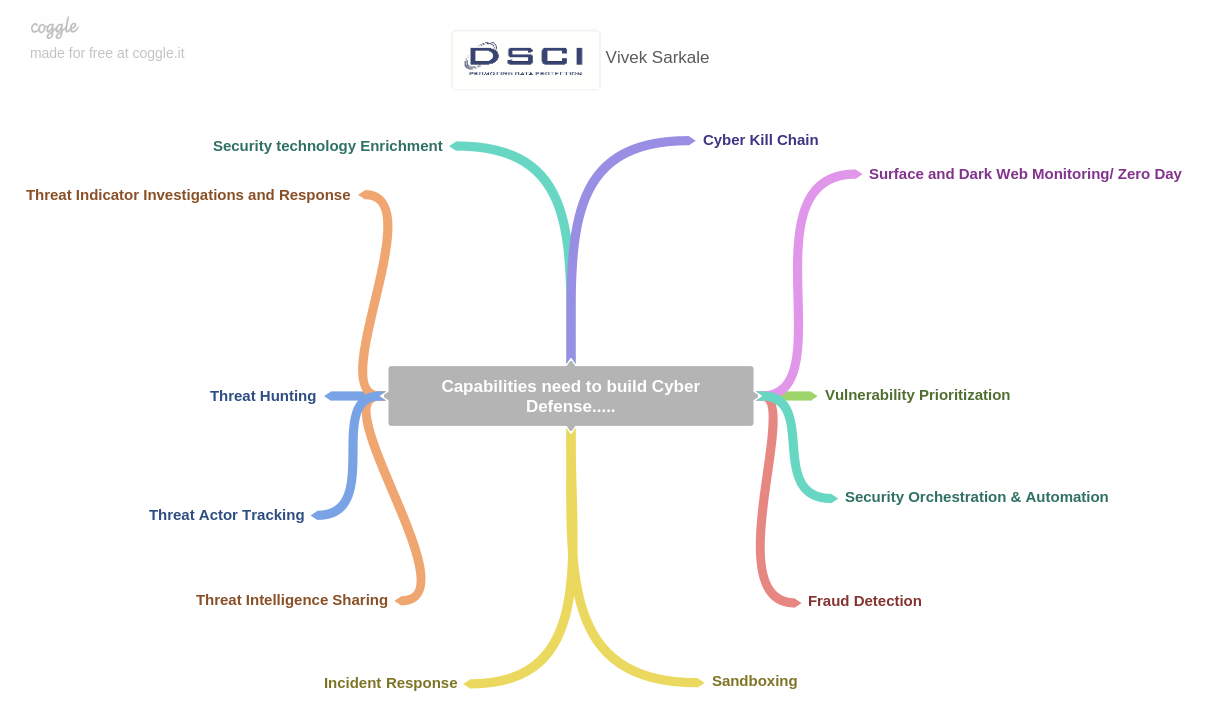 coggle
made for free at coggle.it
DSCI
PROMOTING DATA PROTECTION
Vivek Sarkale
Security technology Enrichment
Cyber Kill Chain
Surface and Dark Web Monitoring/ Zero Day
Threat Indicator Investigations and Response
Capabilities need to build Cyber
Defense.....
Threat Hunting
Vulnerability Prioritization
Security Orchestration & Automation
Threat Actor Tracking
Threat Intelligence Sharing
Fraud Detection
Incident Response
Sandboxing